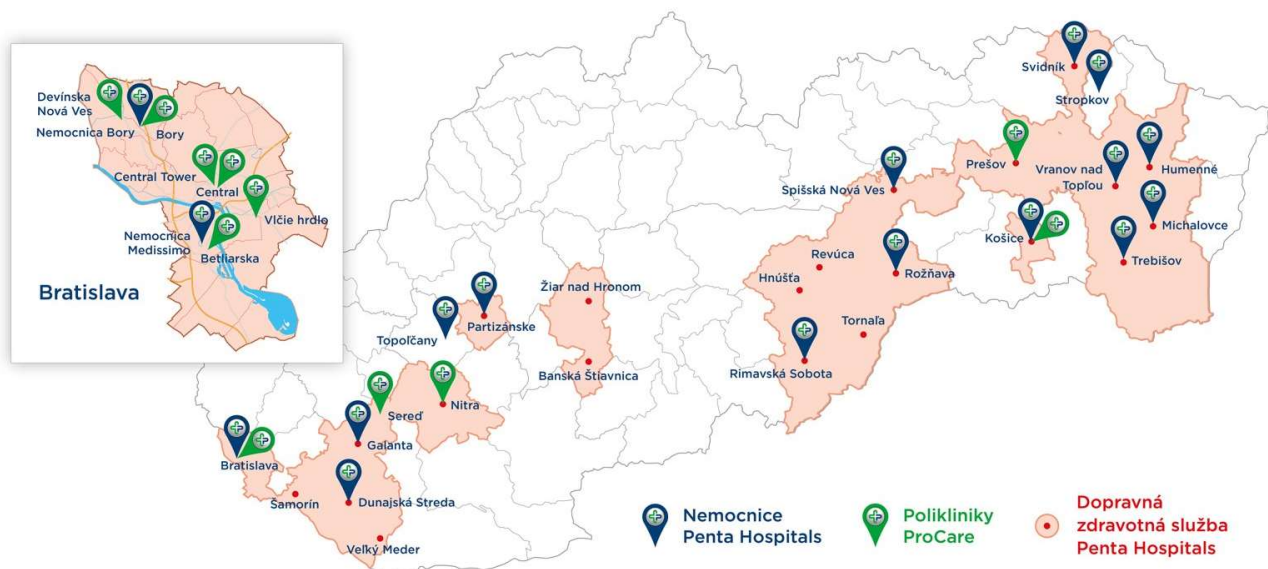 Devínska
Nová Ves
Nemocnica Bory
Bory
Central Tower
Central
Vlčie hrdlo
Nemocnica
Medissimo
Betliarska
Bratislava
Svidník
Stropkov
Prešov
Vranov nad
Topľou
Humenné
Spišská Nová Ves
Košice
Michalovce
Trebišov
Revúca
Hnúšťa
Rožňava
Tornaľa
Rimavská Sobota
Žiar nad Hronom
Banská Štiavnica
Partizánske
Topoľčany
Nitra
Sereď
Galanta
Bratislava
Šamorín
Dunajská Streda
Veľký Meder
Nemocnice
Penta Hospitals
Polikliniky
ProCare
Dopravná
zdravotná služba
Penta Hospitals